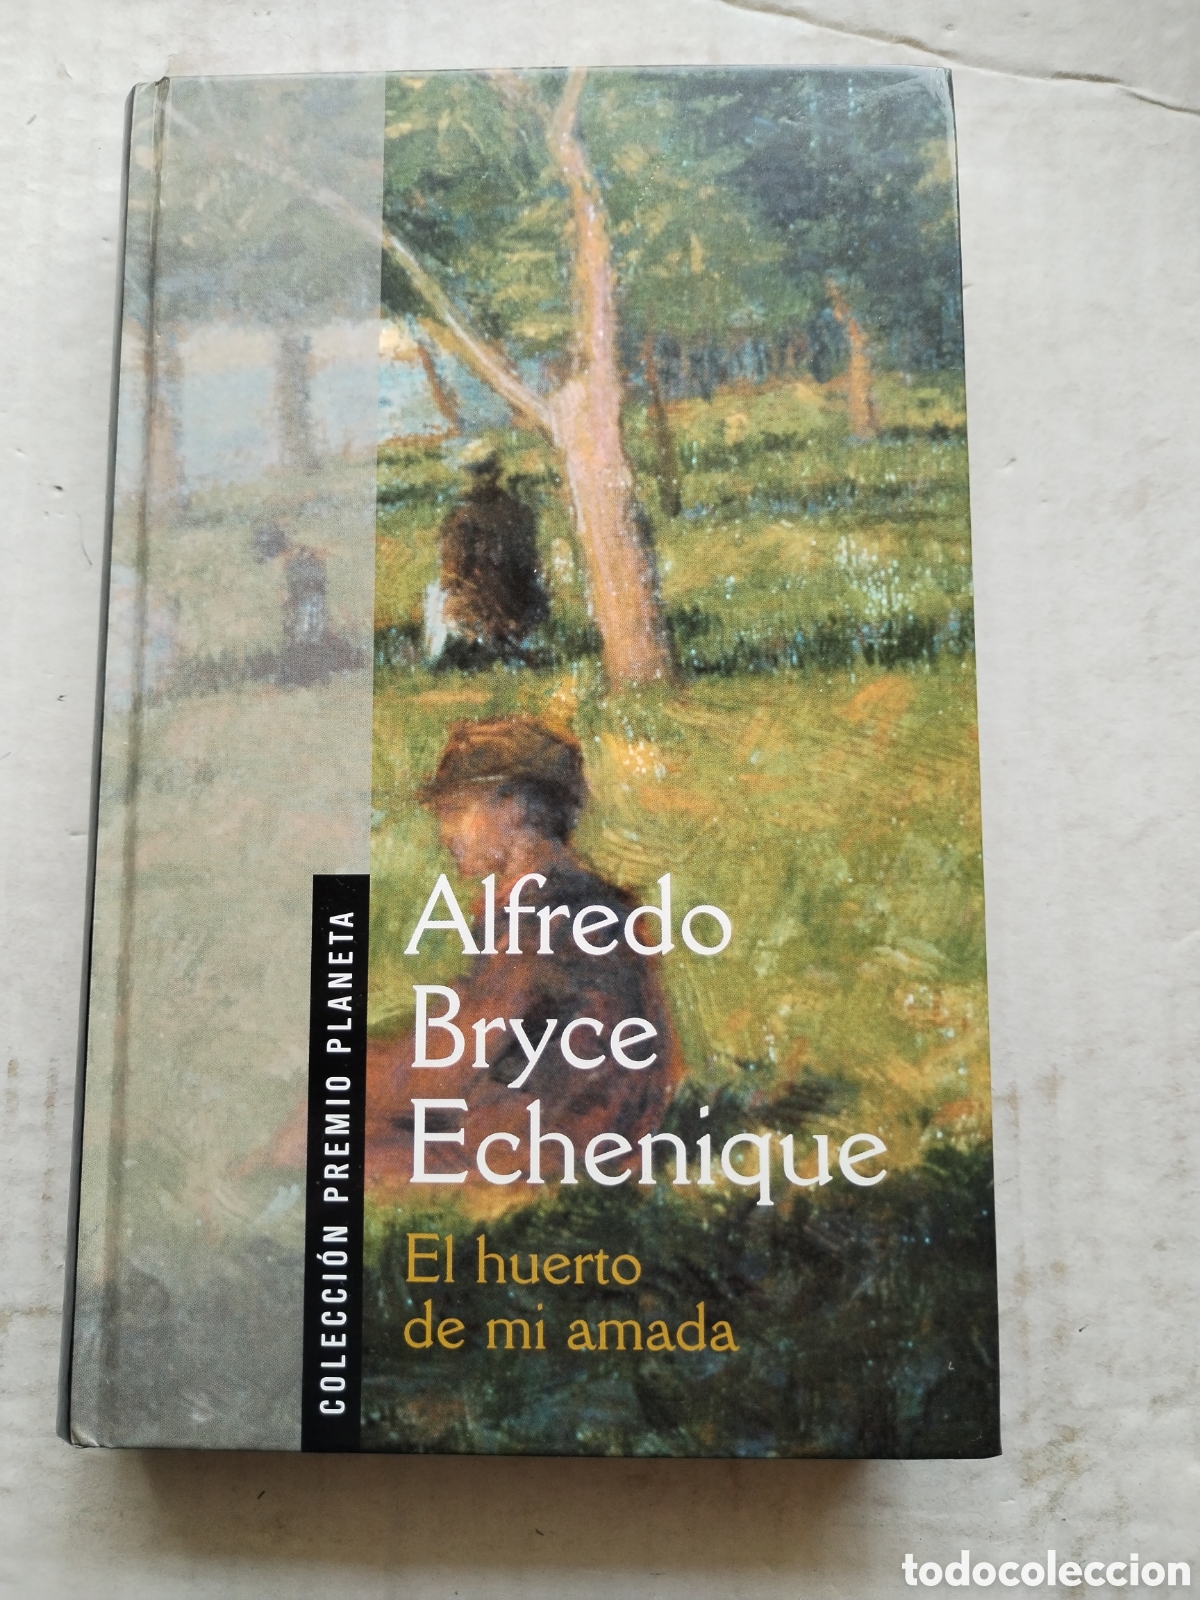 COLECCIÓN PREMIO PLANETA
Alfredo
Bryce
Echenique
El huerto
de mi amada
todocoleccion